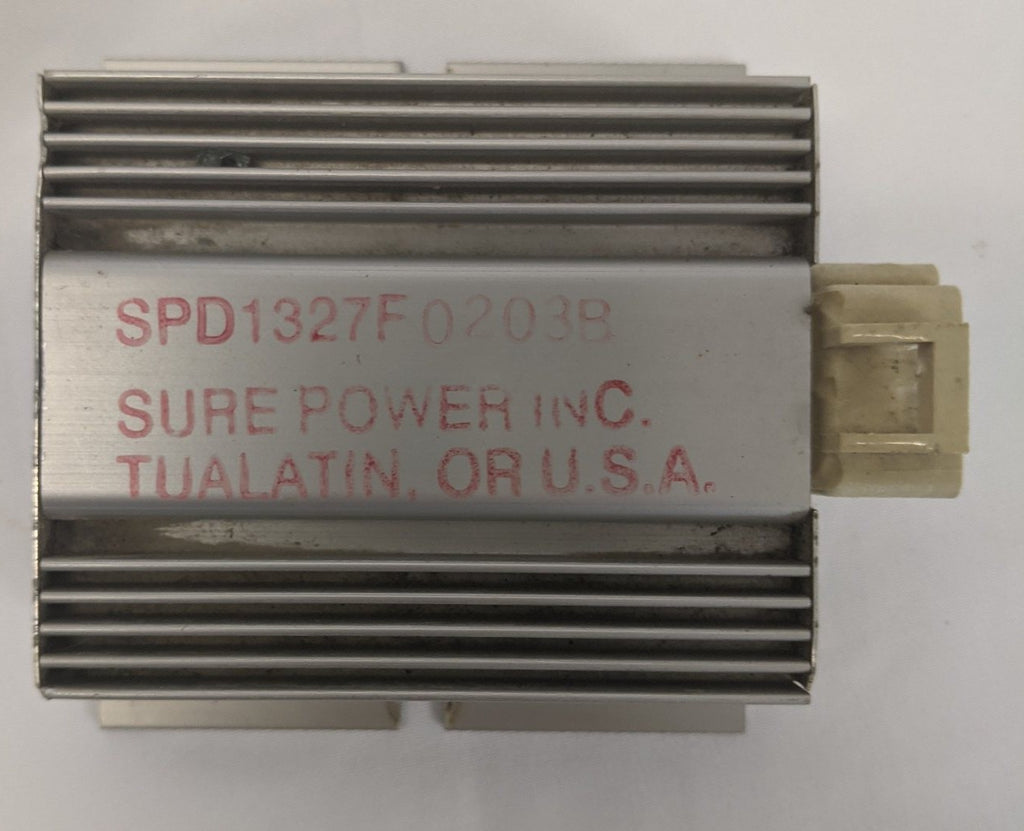 SPD1327F 0203B
SURE POWER INC.
TUALATIN, OR U.S.A.